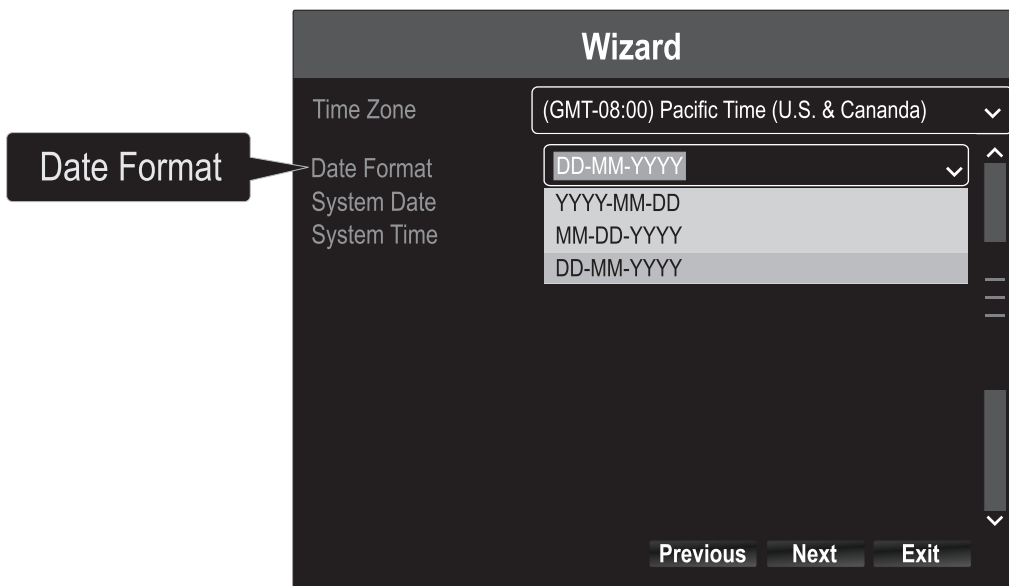 Wizard
Time Zone (GMT-08:00) Pacific Time (U.S. & Cananda)
Date Format
Date Format DD-MM-YYYY
System Date YYYY-MM-DD
System Time MM-DD-YYYY
DD-MM-YYYY
Previous Next Exit